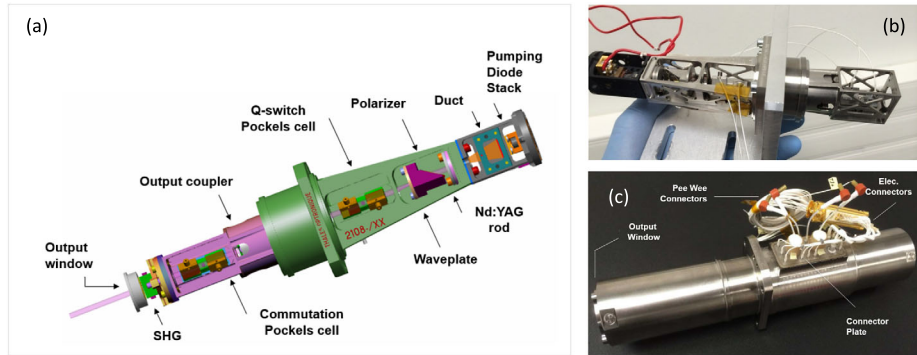 (a)
Pumping
Diode
Stack
Duct
Polarizer
Q-switch
Pockels cell
Output coupler
Output
window
2108-/XX
Nd:YAG
rod
Waveplate
Commutation
Pockels cell
SHG
(b)
(c)
Pee Wee
Connectors
Elec.
Connectors
Output
Window
Connector
Plate